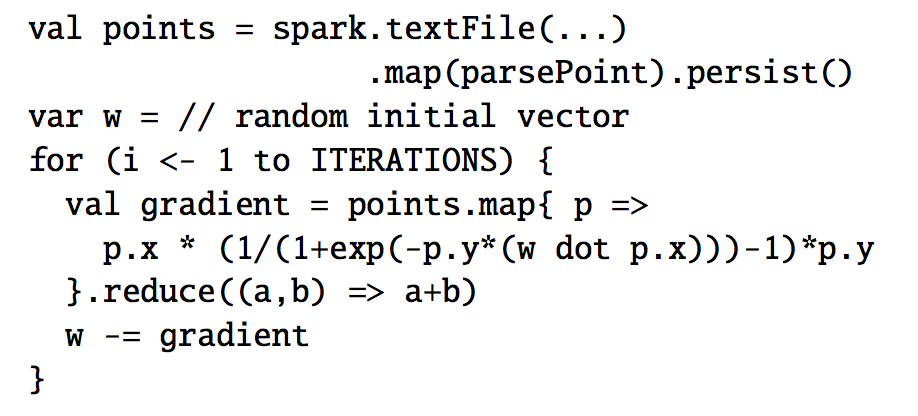 val points = spark.textFile(...)
.map(parsePoint).persist()
var w = // random initial vector
for (i <- 1 to ITERATIONS) {
val gradient = points.map{ p =>
p.x * (1/(1+exp(-p.y*(w dot p.x)))-1)*p.y
}.reduce((a,b) => a+b)
w -= gradient
}